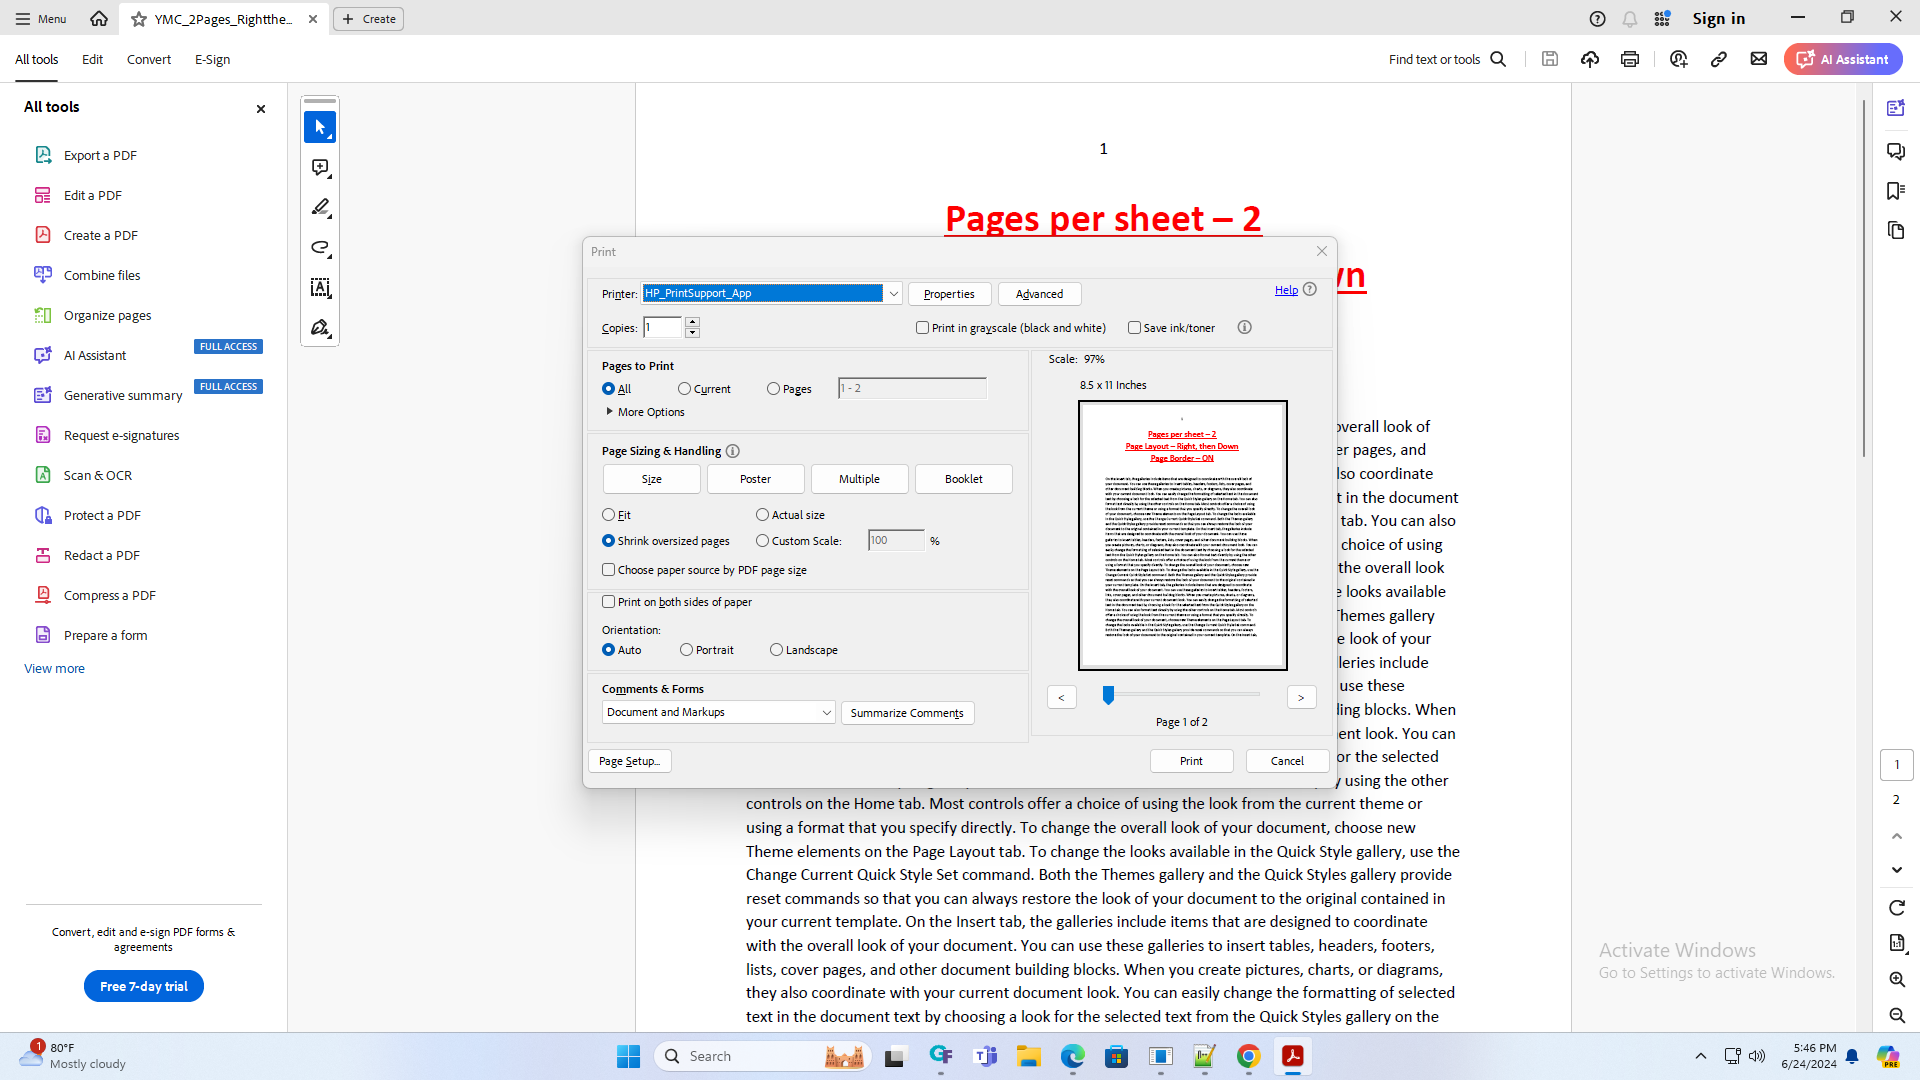 Menu
YMC_2Pages_Rightthe...
Create
Sign in
All tools
Edit
Convert
E-Sign
Find text or tools
AI Assistant
All tools
Export a PDF
Edit a PDF
Create a PDF
Combine files
Organize pages
AI Assistant
FULL ACCESS
Generative summary
FULL ACCESS
Request e-signatures
Scan & OCR
Protect a PDF
Redact a PDF
Compress a PDF
Prepare a form
View more
Convert, edit and e-sign PDF forms &
agreements
Free 7-day trial
1
Pages per sheet – 2
wn
Print
Printer: HP_PrintSupport_App
Properties
Advanced
Help
Copies: 1
Print in grayscale (black and white)
Save ink/toner
Pages to Print
All
Current
Pages
1 - 2
More Options
Page Sizing & Handling
Size
Poster
Multiple
Booklet
Fit
Actual size
Shrink oversized pages
Custom Scale: 100 %
Choose paper source by PDF page size
Print on both sides of paper
Orientation:
Auto
Portrait
Landscape
Comments & Forms
Document and Markups
Summarize Comments
Page Setup...
Print
Cancel
Scale: 97%
8.5 x 11 Inches
Pages per sheet – 2
Page Layout – Right, then Down
Page Border – ON
<
>
Page 1 of 2
overall look of
er pages, and
lso coordinate
t in the document
tab. You can also
choice of using
the overall look
e looks available
Themes gallery
e look of your
leries include
use these
ding blocks. When
ent look. You can
or the selected
y using the other
controls on the Home tab. Most controls offer a choice of using the look from the current theme or
using a format that you specify directly. To change the overall look of your document, choose new
Theme elements on the Page Layout tab. To change the looks available in the Quick Style gallery, use the
Change Current Quick Style Set command. Both the Themes gallery and the Quick Styles gallery provide
reset commands so that you can always restore the look of your document to the original contained in
your current template. On the Insert tab, the galleries include items that are designed to coordinate
with the overall look of your document. You can use these galleries to insert tables, headers, footers,
lists, cover pages, and other document building blocks. When you create pictures, charts, or diagrams,
they also coordinate with your current document look. You can easily change the formatting of selected
text in the document text by choosing a look for the selected text from the Quick Styles gallery on the
1
2
Activate Windows
Go to Settings to activate Windows.
1
80°F
Mostly cloudy
Search
5:46 PM
6/24/2024
PRE